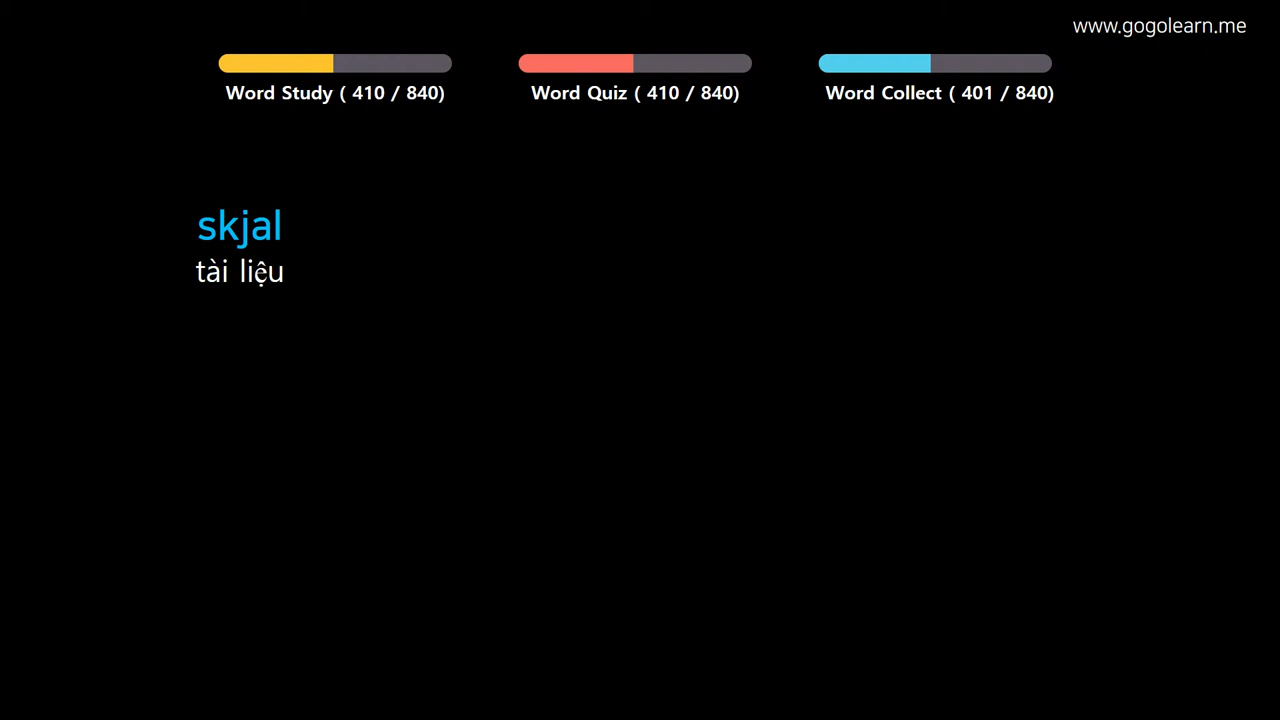 www.gogolearn.me
Word Study ( 410 / 840)
Word Quiz ( 410 / 840)
Word Collect ( 401 / 840)
skjal
tài liệu